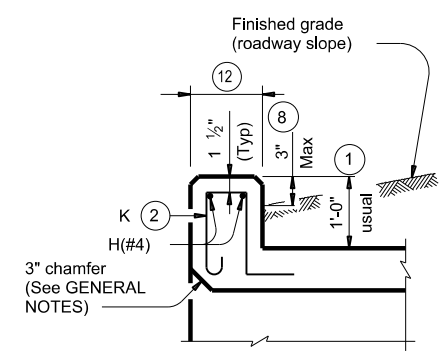 Finished grade
(roadway slope)
12
8
1 1/2"
(Typ)
3"
Max
1
1'-0"
usual
K 2
H(#4)
3" chamfer
(See GENERAL
NOTES)